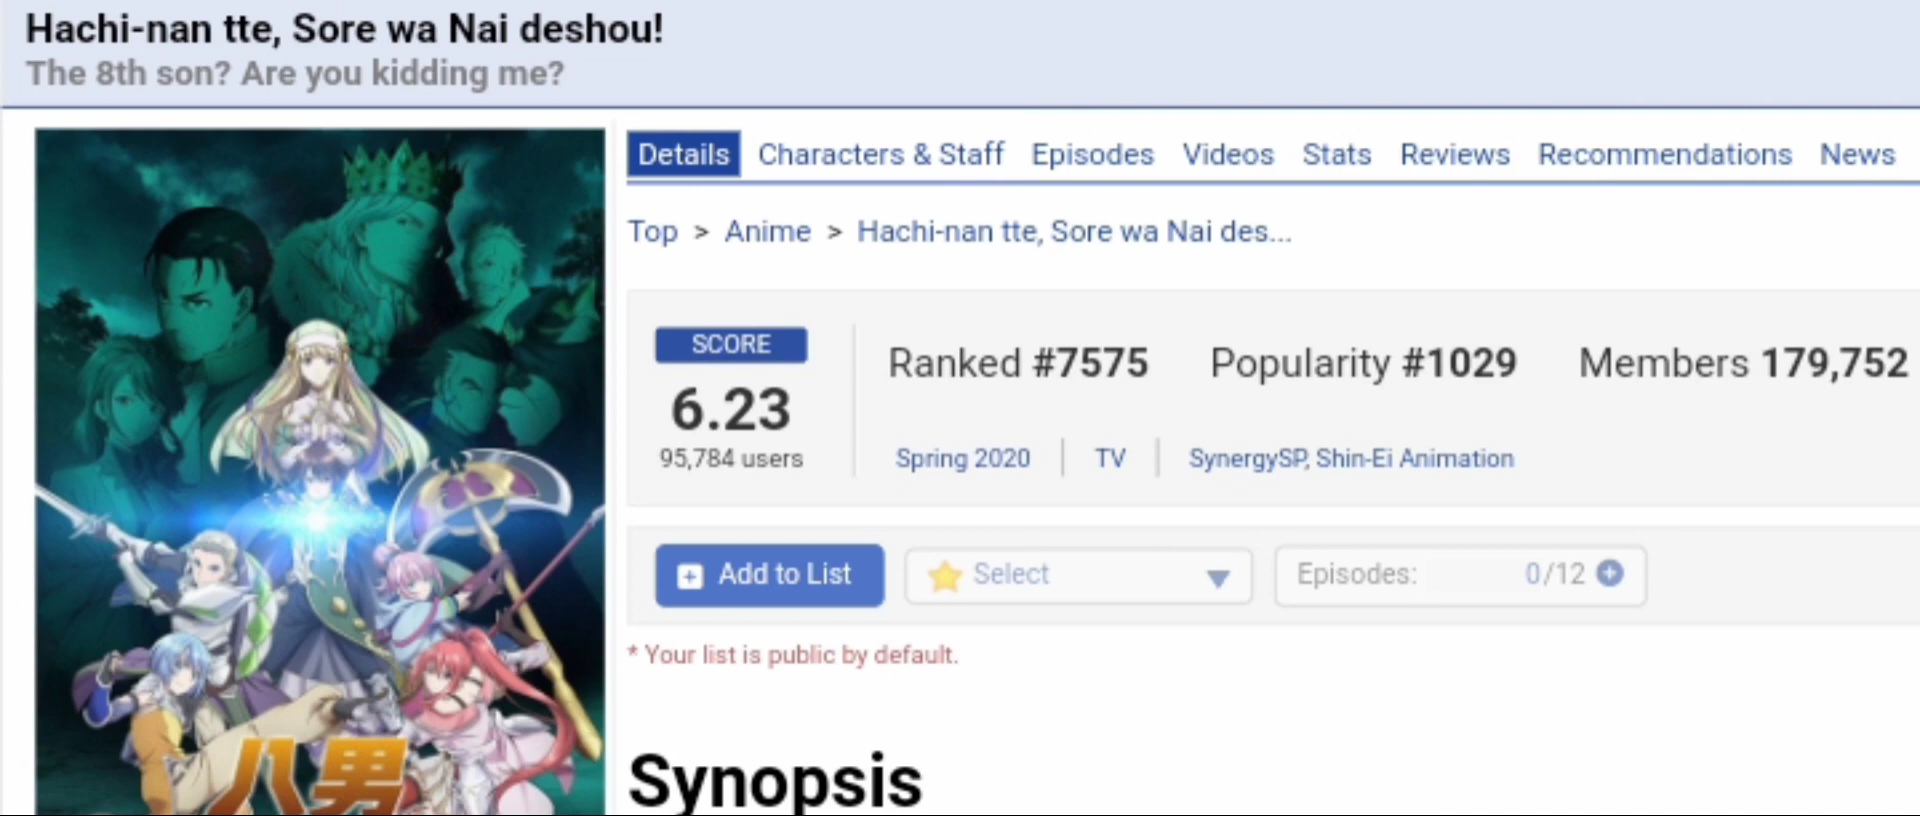 Hachi-nan tte, Sore wa Nai deshou!
The 8th son? Are you kidding me?
Details Characters & Staff Episodes Videos Stats Reviews Recommendations News
Top > Anime > Hachi-nan tte, Sore wa Nai des...
SCORE
6.23
95,784 users
Ranked #7575 Popularity #1029 Members 179,752
Spring 2020 TV SynergySP, Shin-Ei Animation
Add to List Select Episodes: 0/12
* Your list is public by default.
Synopsis
八男